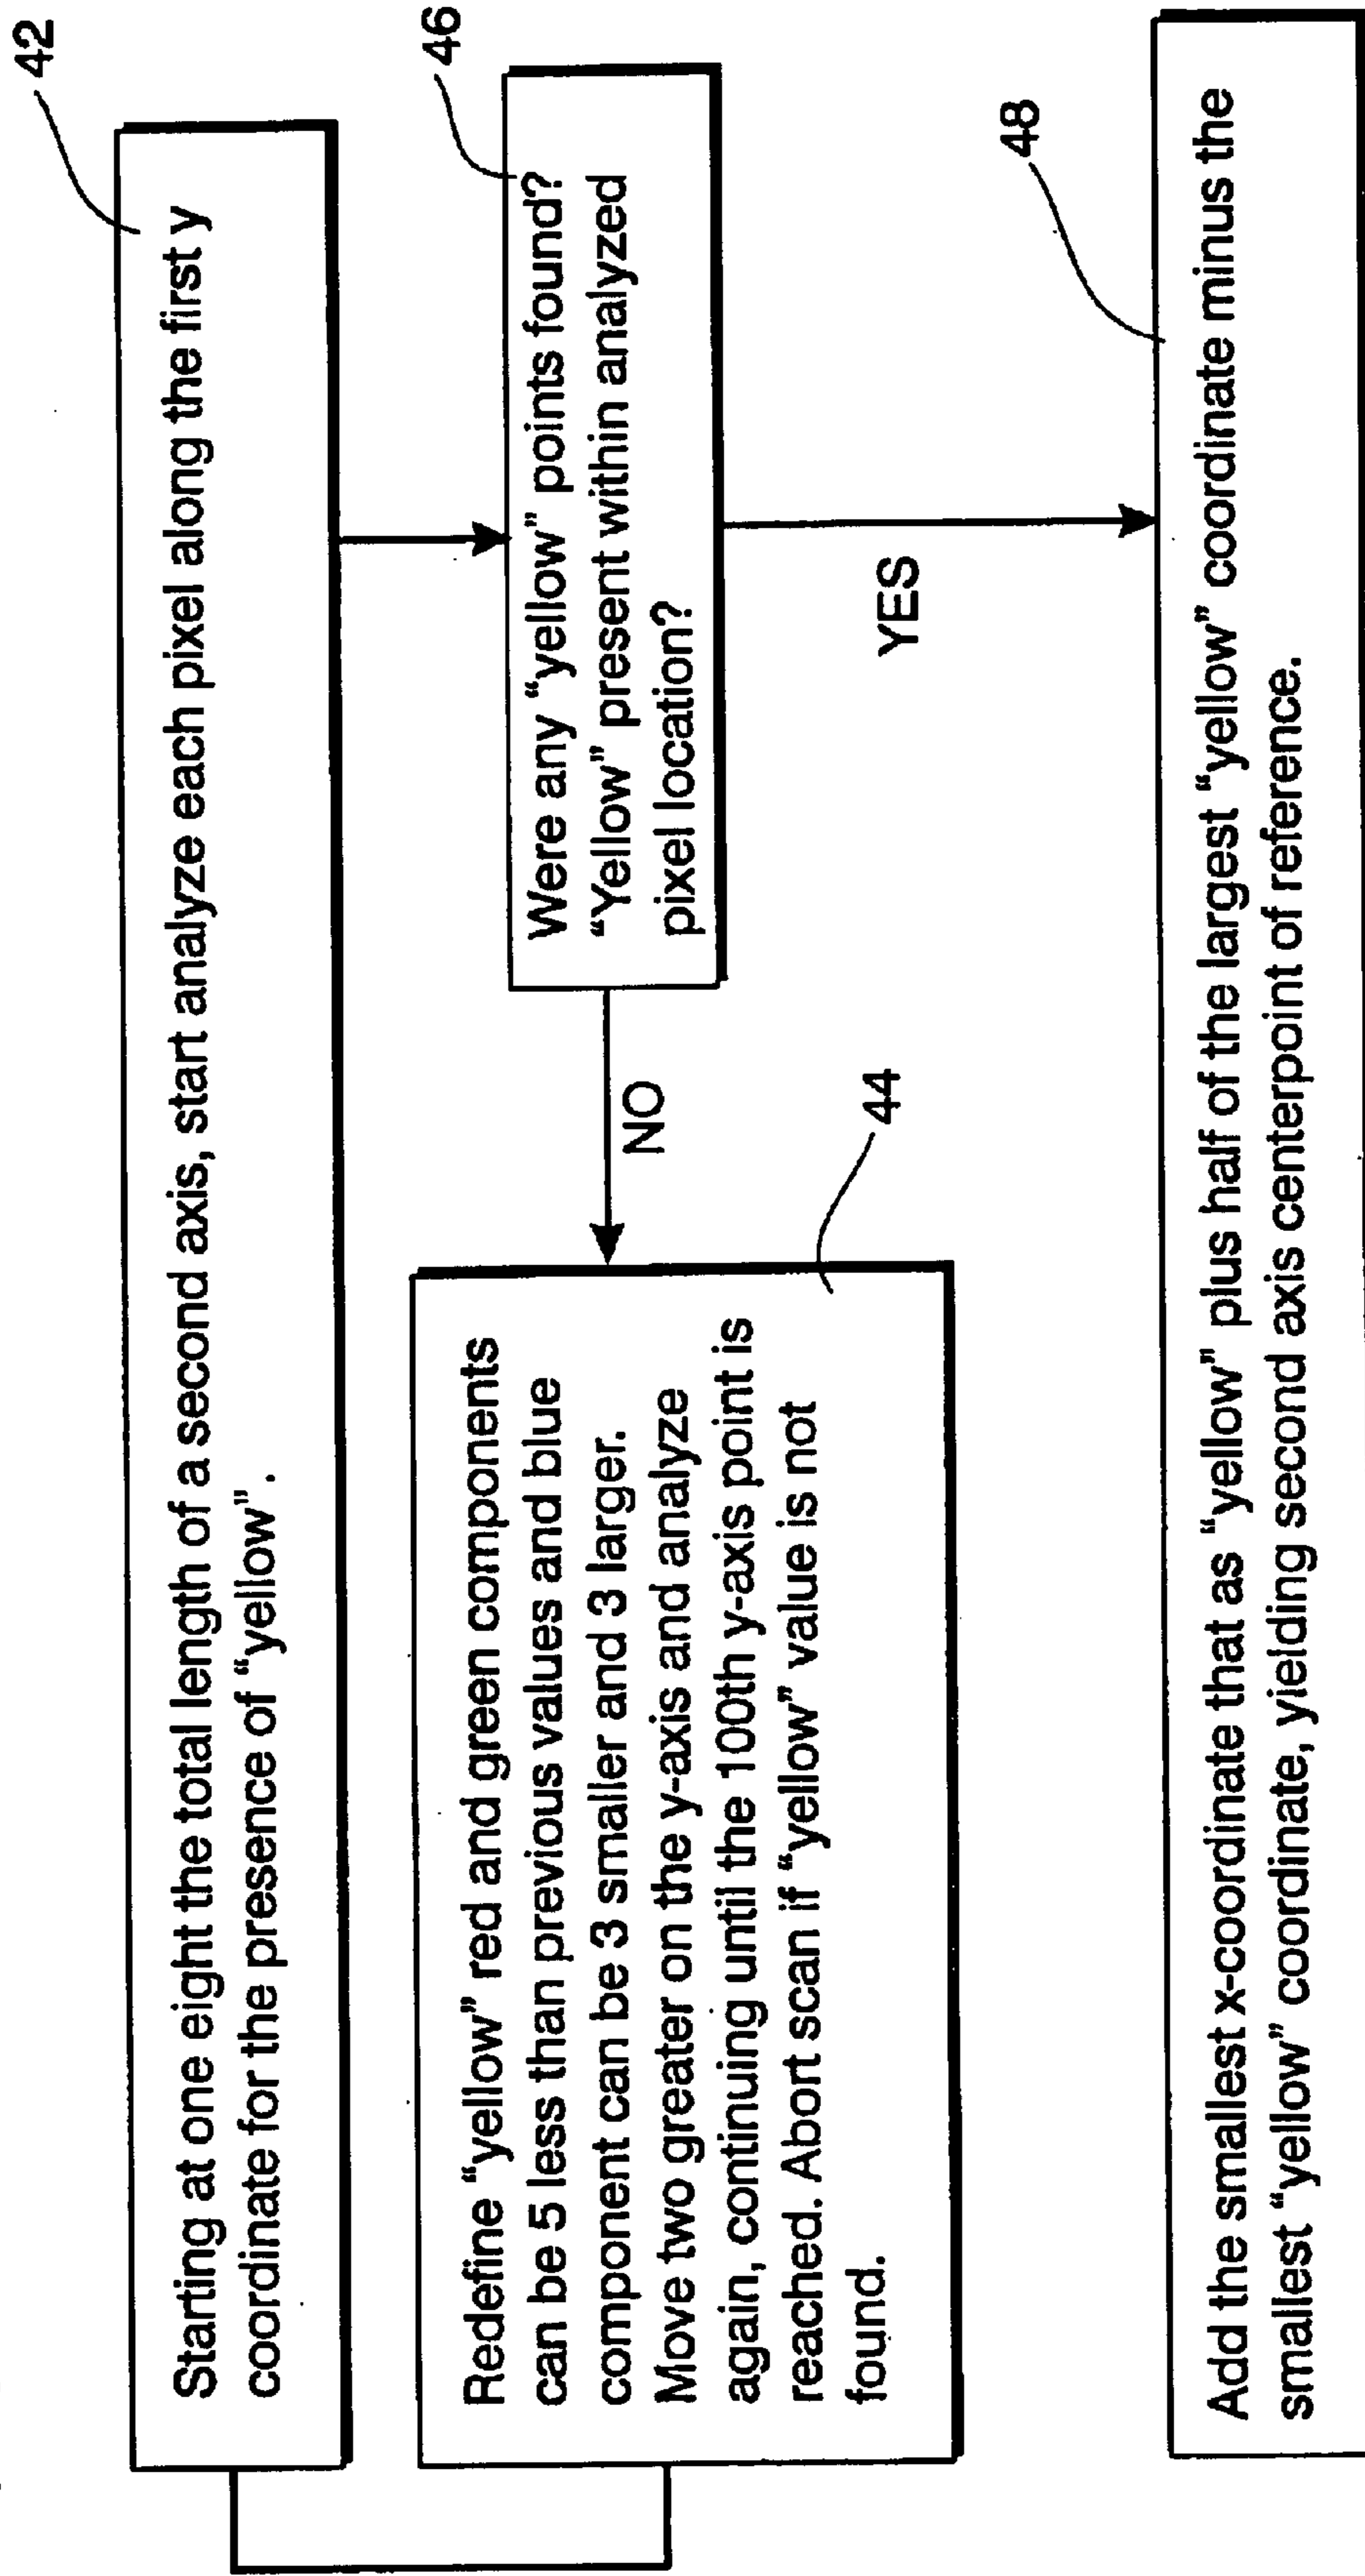 42
Starting at one eight the total length of a second axis, start analyze each pixel along the first y
coordinate for the presence of “yellow”.
46
Were any “yellow” points found?
“Yellow” present within analyzed
pixel location?
NO
YES
44
Redefine “yellow” red and green components
can be 5 less than previous values and blue
component can be 3 smaller and 3 larger.
Move two greater on the y-axis and analyze
again, continuing until the 100th y-axis point is
reached. Abort scan if “yellow” value is not
found.
48
Add the smallest x-coordinate that as “yellow” plus half of the largest “yellow” coordinate minus the
smallest “yellow” coordinate, yielding second axis centerpoint of reference.